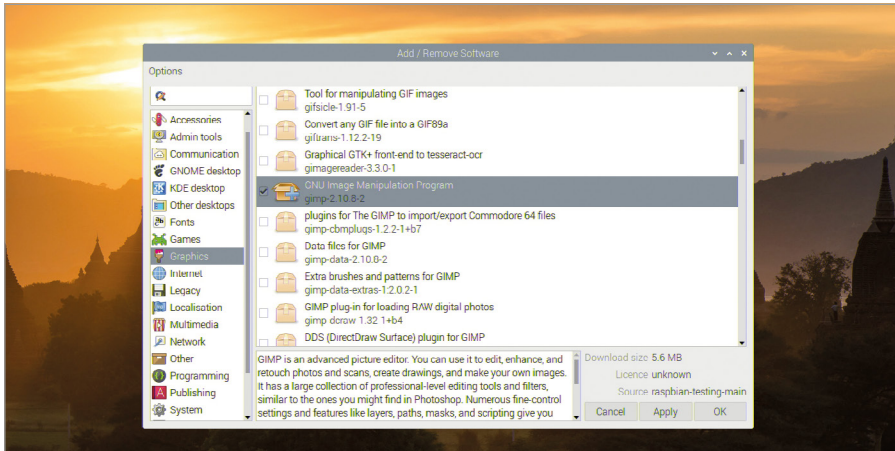 Add / Remove Software
Options
Accessories
Admin tools
Communication
GNOME desktop
KDE desktop
Other desktops
Fonts
Games
Graphics
Internet
Legacy
Localisation
Multimedia
Network
Other
Programming
Publishing
System
Tool for manipulating GIF images
gifsicle-1.91-5
Convert any GIF file into a GIF89a
giftrans-1.12.2-19
Graphical GTK+ front-end to tesseract-ocr
gimagereader-3.3.0-1
GNU Image Manipulation Program
gimp-2.10.8-2
plugins for The GIMP to import/export Commodore 64 files
gimp-cbmplugs-1.2.2-1+b7
Data files for GIMP
gimp-data-2.10.8-2
Extra brushes and patterns for GIMP
gimp-data-extras-1:2.0.2-1
GIMP plug-in for loading RAW digital photos
gimp-dcraw-1.32-1+b4
DDS (DirectDraw Surface) plugin for GIMP
GIMP is an advanced picture editor. You can use it to edit, enhance, and
retouch photos and scans, create drawings, and make your own images.
It has a large collection of professional-level editing tools and filters,
similar to the ones you might find in Photoshop. Numerous fine-control
settings and features like layers, paths, masks, and scripting give you
Download size 5.6 MB
Licence unknown
Source raspbian-testing-main
Cancel
Apply
OK